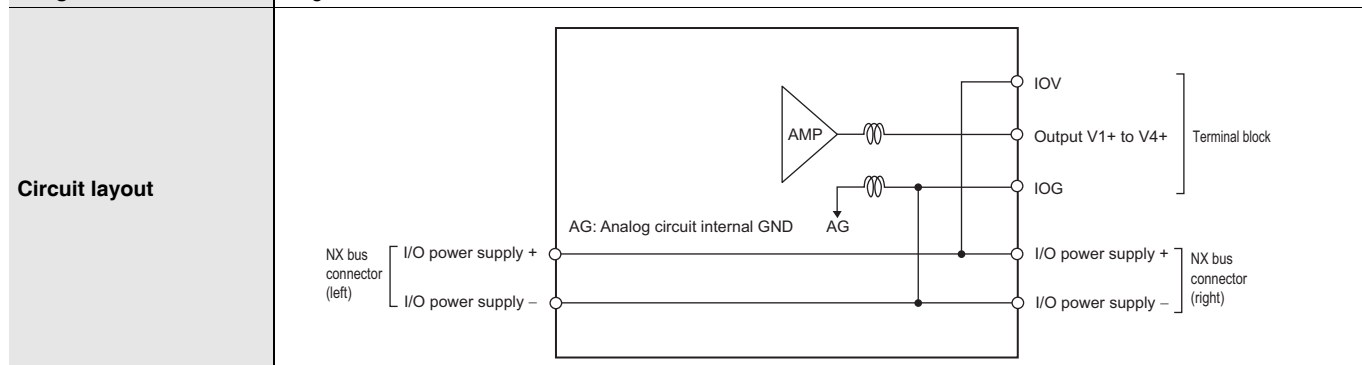 Circuit layout
IOV
AMP
Output V1+ to V4+
Terminal block
IOG
AG: Analog circuit internal GND
AG
NX bus
connector
(left)
I/O power supply +
I/O power supply –
I/O power supply +
I/O power supply –
NX bus
connector
(right)